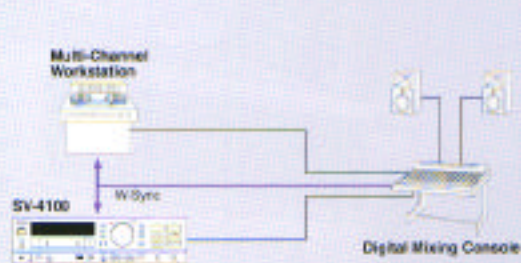 Multi-Channel
Workstation
W-Sync
SV-4100
Digital Mixing Console